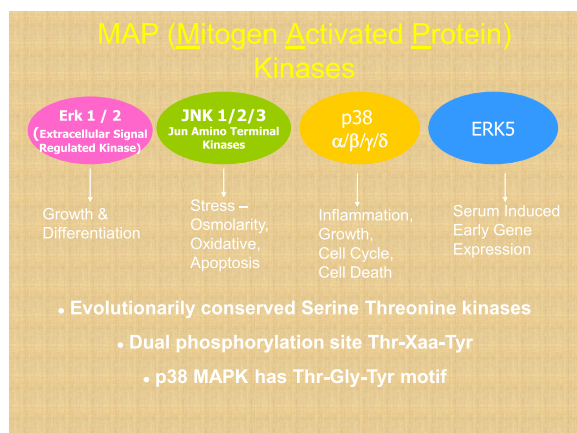 MAP (Mitogen Activated Protein)
Kinases
Erk 1 / 2
(Extracellular Signal
Regulated Kinase)
JNK 1/2/3
Jun Amino Terminal
Kinases
p38
α/β/γ/δ
ERK5
Growth &
Differentiation
Stress –
Osmolarity,
Oxidative,
Apoptosis
Inflammation,
Growth,
Cell Cycle,
Cell Death
Serum Induced
Early Gene
Expression
• Evolutionarily conserved Serine Threonine kinases
• Dual phosphorylation site Thr-Xaa-Tyr
• p38 MAPK has Thr-Gly-Tyr motif